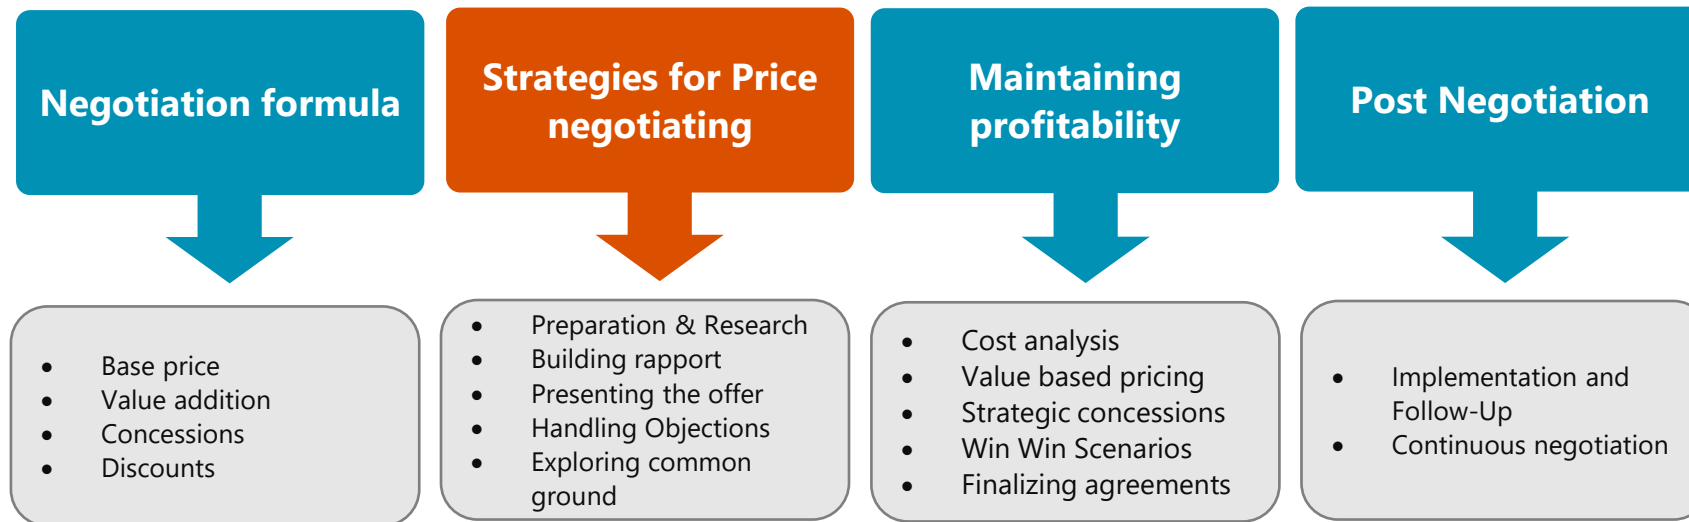 Negotiation formula
Strategies for Price
negotiating
Maintaining
profitability
Post Negotiation
• Base price
• Value addition
• Concessions
• Discounts
• Preparation & Research
• Building rapport
• Presenting the offer
• Handling Objections
• Exploring common
ground
• Cost analysis
• Value based pricing
• Strategic concessions
• Win Win Scenarios
• Finalizing agreements
• Implementation and
Follow-Up
• Continuous negotiation